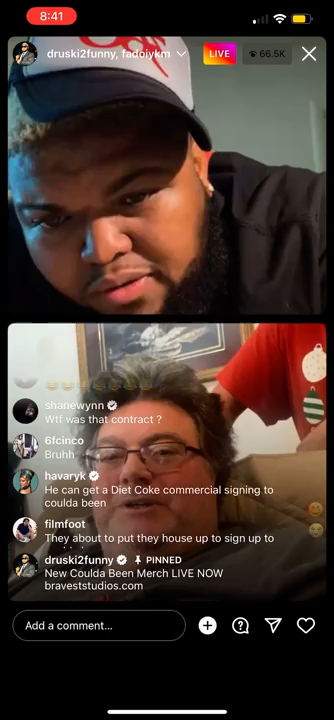 8:41
druski2funny, fadoiykm
LIVE
66.5K
shanewynn
Wtf was that contract ?
6fcinco
Bruhh
havaryk
He can get a Diet Coke commercial signing to
coulda been
filmfoot
They about to put they house up to sign up to
druski2funny PINNED
New Coulda Been Merch LIVE NOW
braveststudios.com
Add a comment...